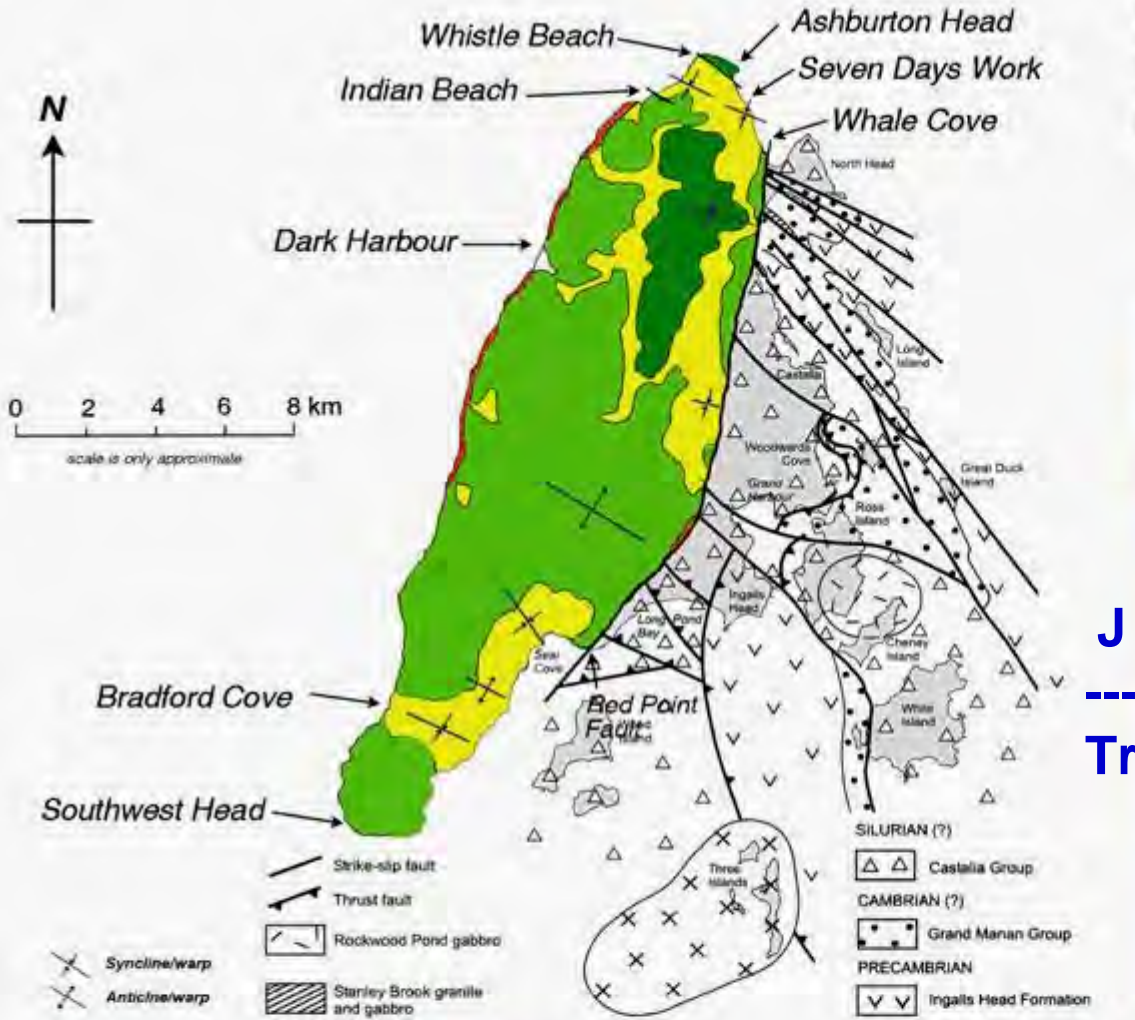 Whistle Beach
Ashburton Head
Indian Beach
Seven Days Work
Whale Cove
N
North Head
Dark Harbour
Long
Island
Castalia
0 2 4 6 8 km
scale is only approximate
Woodwards
Cove
Great Duck
Island
Grand
Harbour
Ross
Island
Ingalls
Head
Long Pond
Bay
Cheney
Island
J
---
Tr
Seal
Cove
Bradford Cove
Red Point
Fault
White
Island
Island
Southwest Head
SILURIAN (?)
Strike-slip fault
Three
Islands
Castalia Group
Thrust fault
CAMBRIAN (?)
Rockwood Pond gabbro
Grand Manan Group
Syncline/warp
PRECAMBRIAN
Anticine/warp
Stanley Brook granite
and gabbro
Ingalls Head Formation